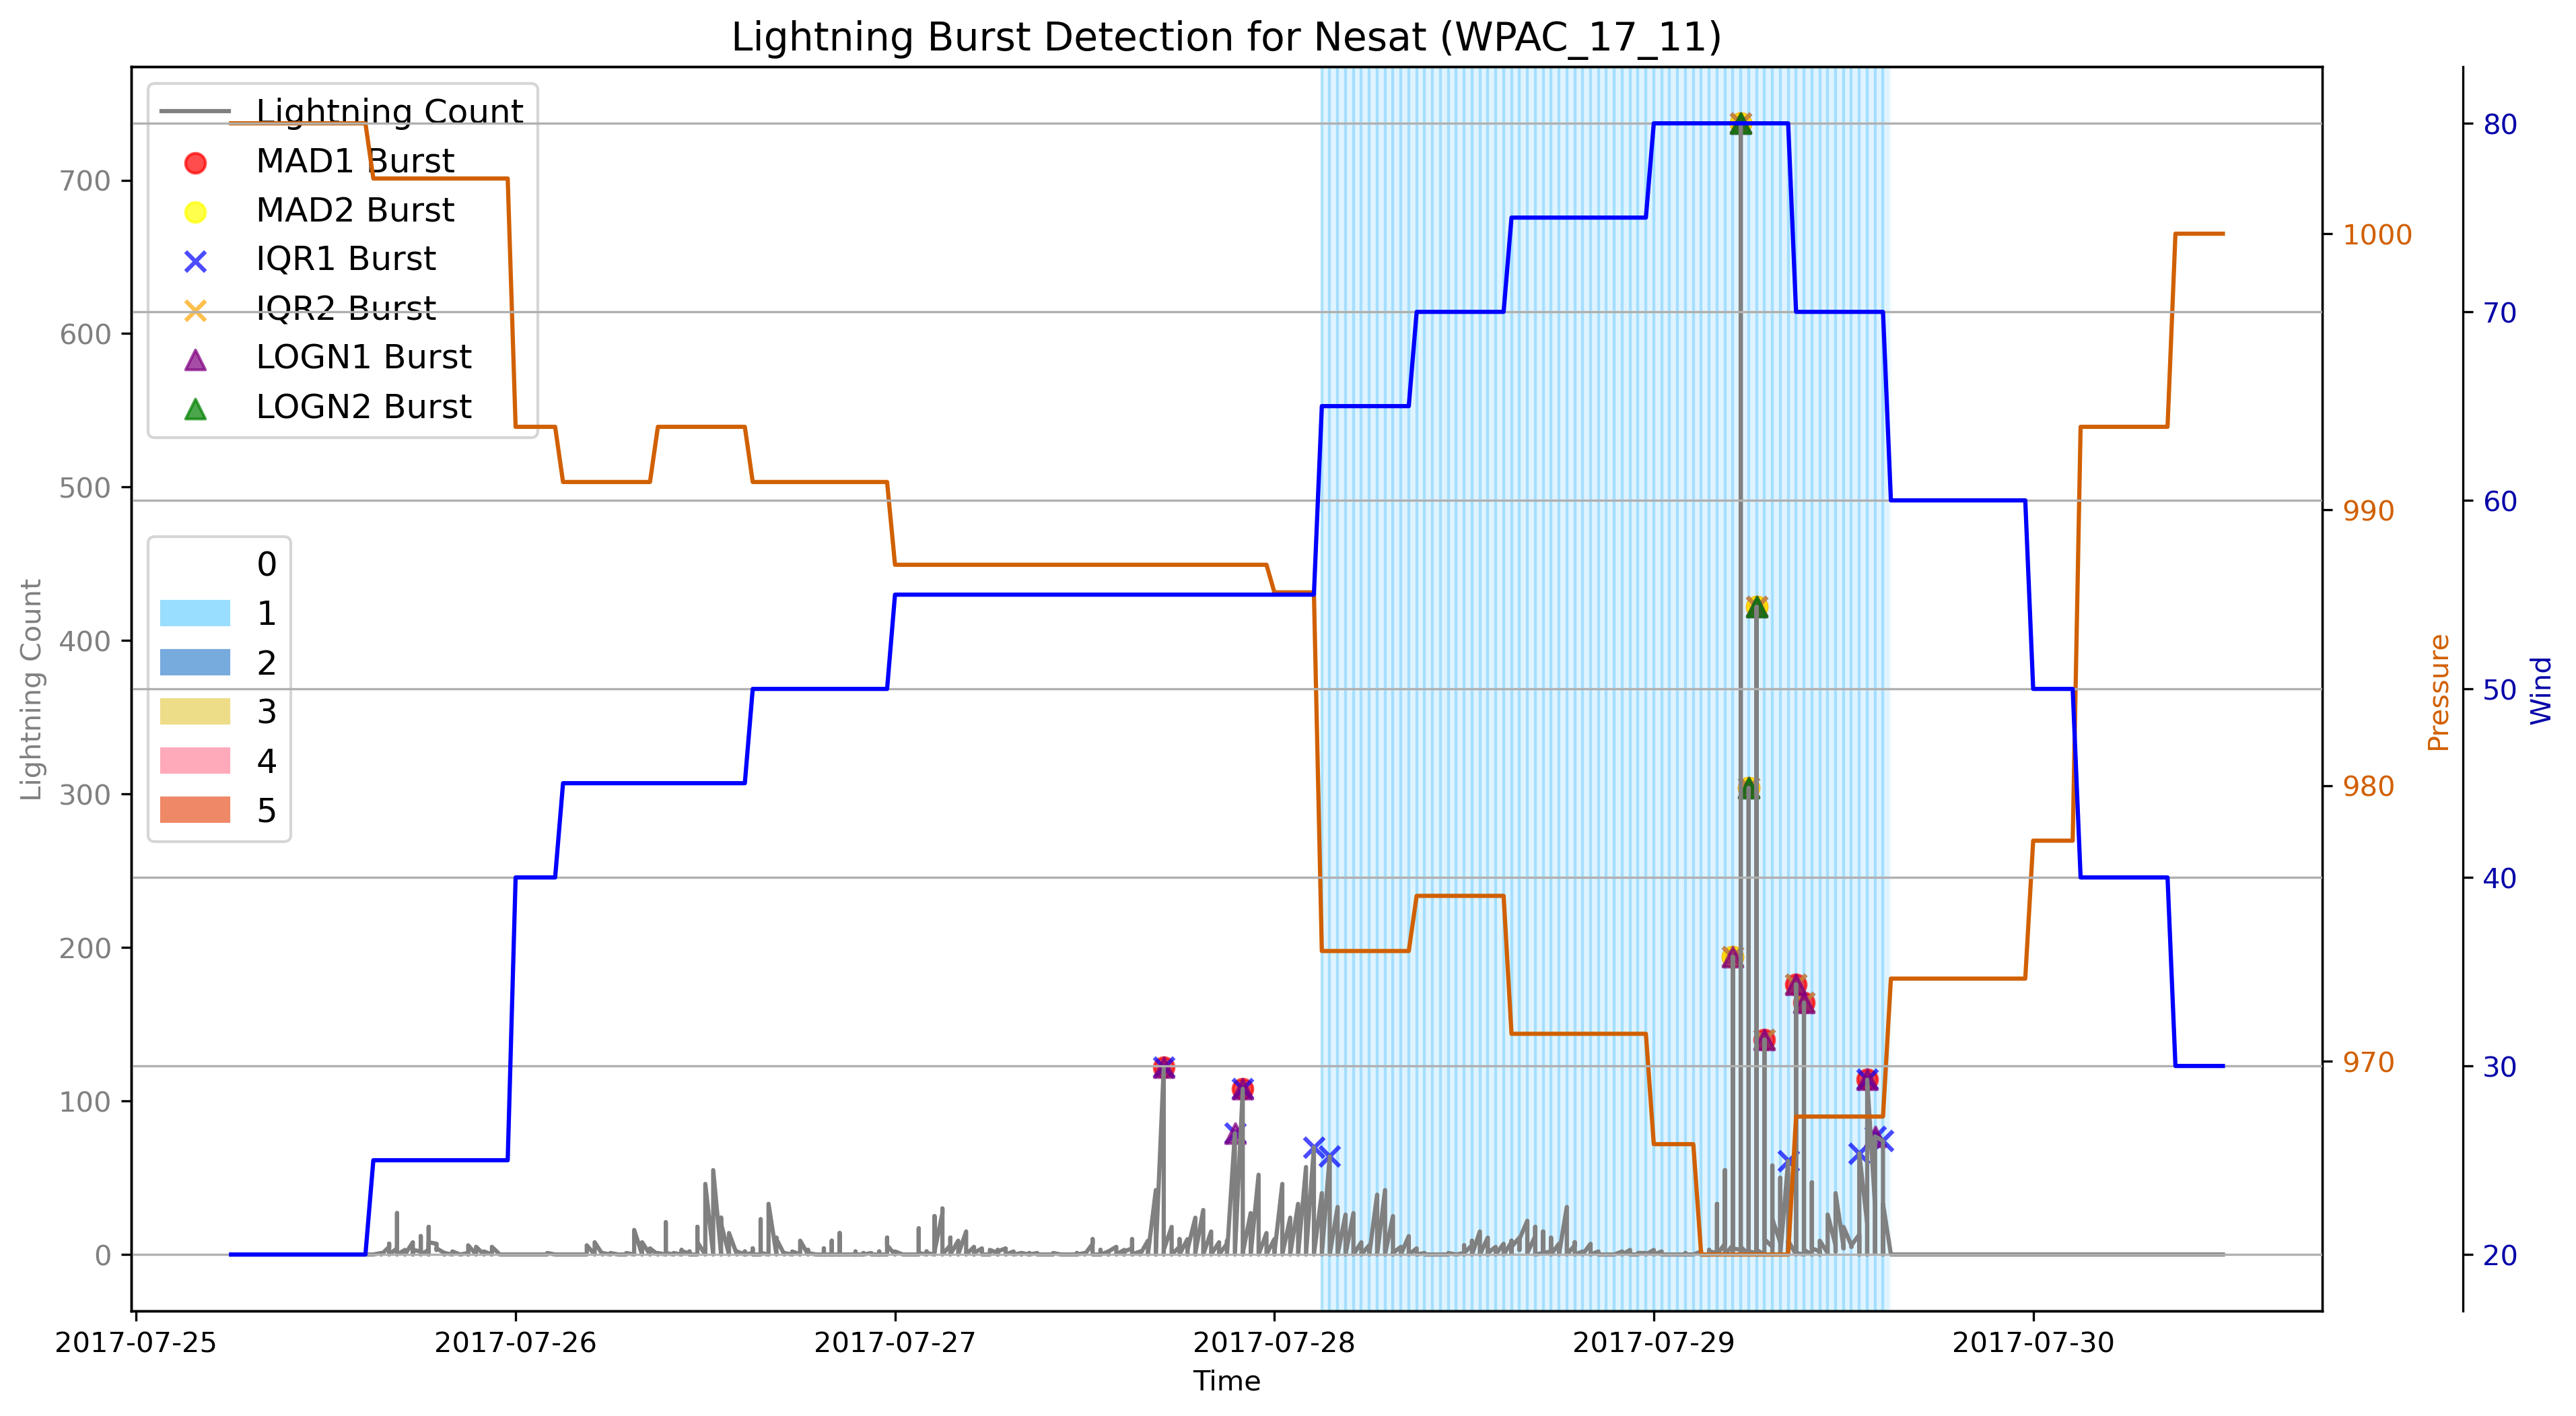 Lightning Burst Detection for Nesat (WPAC_17_11)
Lightning Count
MAD1 Burst
MAD2 Burst
IQR1 Burst
IQR2 Burst
LOGN1 Burst
LOGN2 Burst
0
1
2
3
4
5
Lightning Count
700
600
500
400
300
200
100
0
1000
990
980
970
Pressure
80
70
60
50
40
30
20
Wind
2017-07-25
2017-07-26
2017-07-27
2017-07-28
2017-07-29
2017-07-30
Time